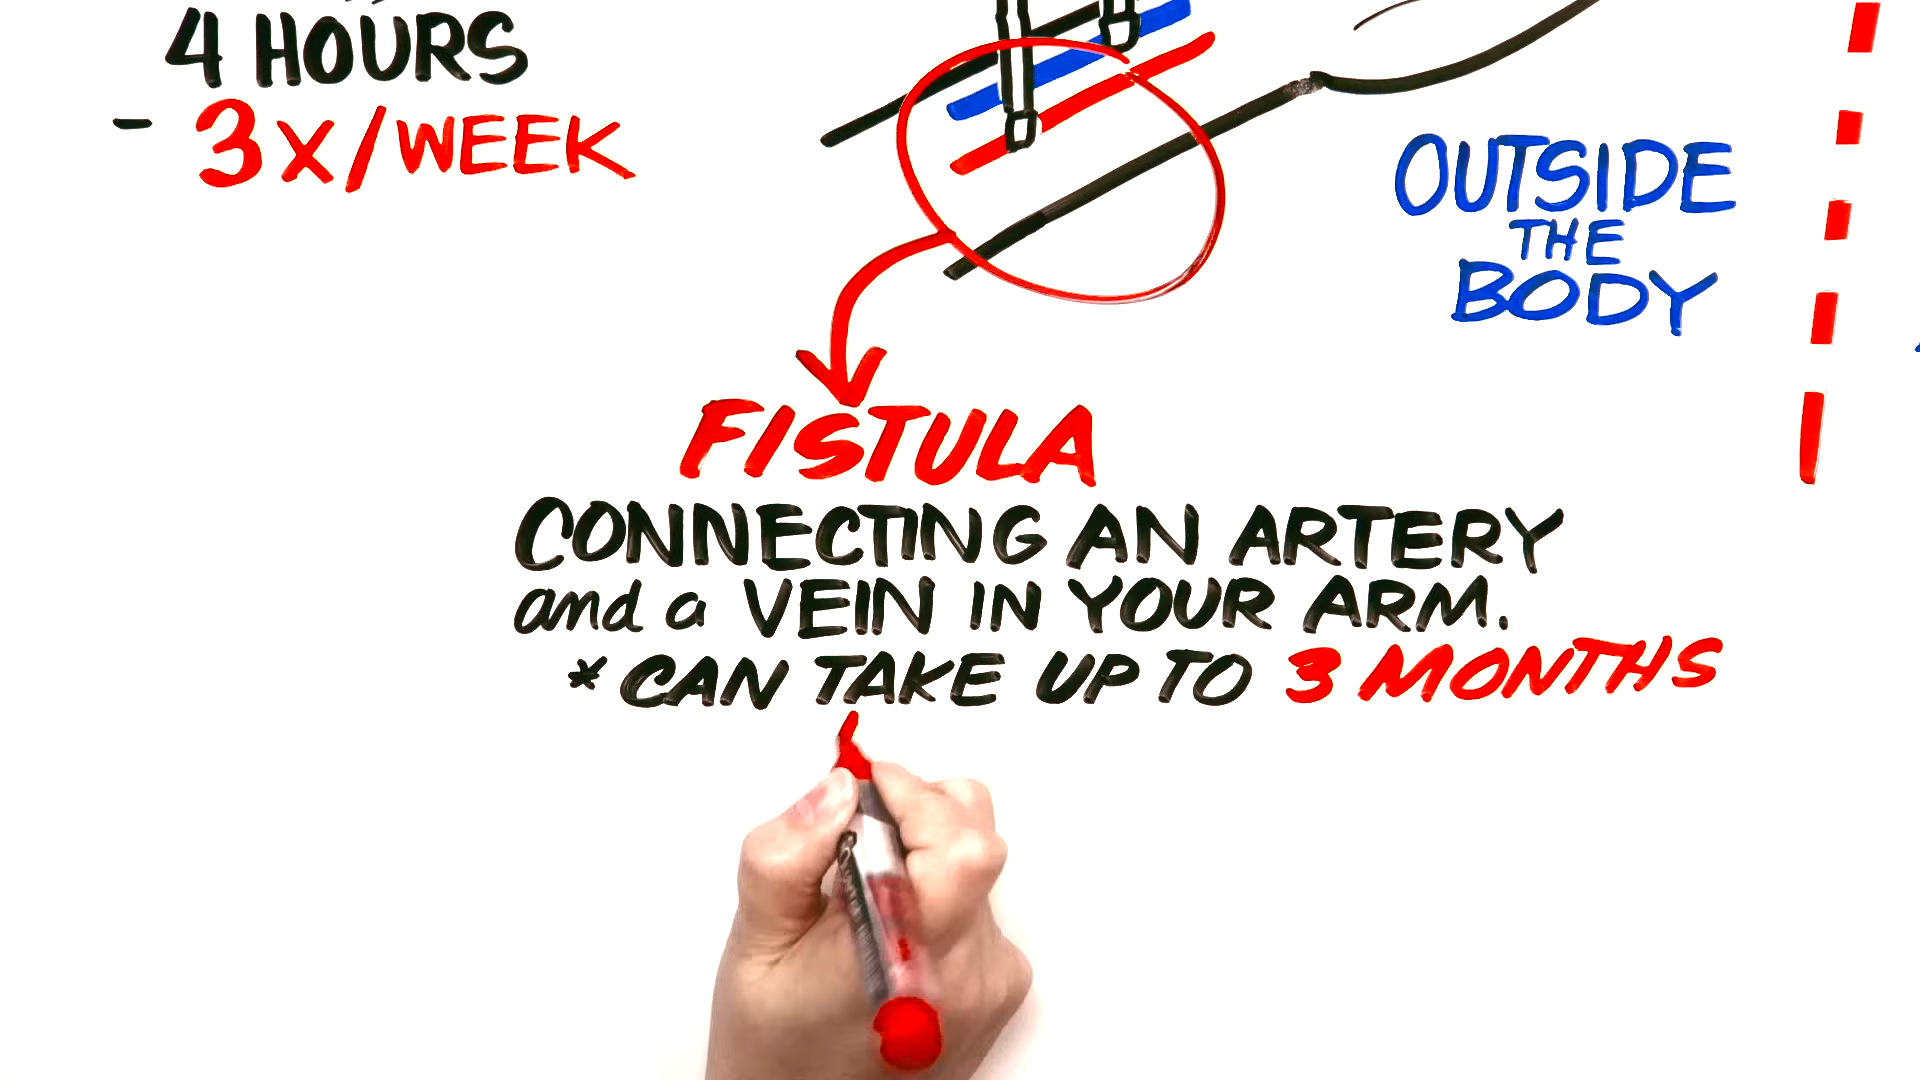 4 HOURS
- 3X/WEEK
OUTSIDE
THE
BODY
FISTULA
CONNECTING AN ARTERY
and a VEIN IN YOUR ARM.
* CAN TAKE UP TO 3 MONTHS